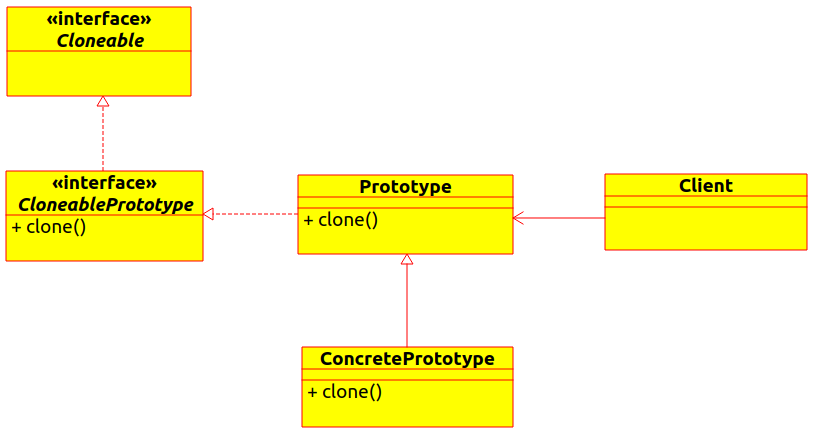 «interface»
Cloneable
«interface»
CloneablePrototype
+ clone()
Prototype
+ clone()
Client
ConcretePrototype
+ clone()